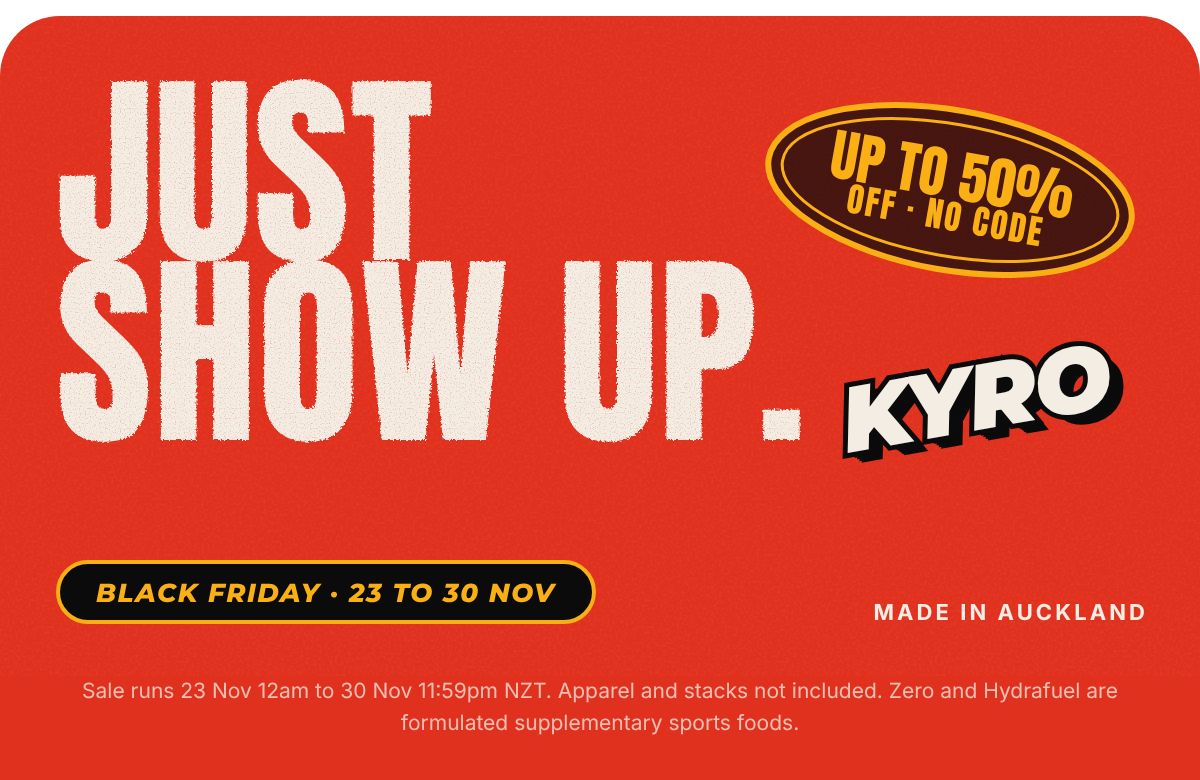 JUST
SHOW UP.
UP TO 50%
OFF · NO CODE
KYRO
BLACK FRIDAY · 23 TO 30 NOV
MADE IN AUCKLAND
Sale runs 23 Nov 12am to 30 Nov 11:59pm NZT. Apparel and stacks not included. Zero and Hydrafuel are
formulated supplementary sports foods.